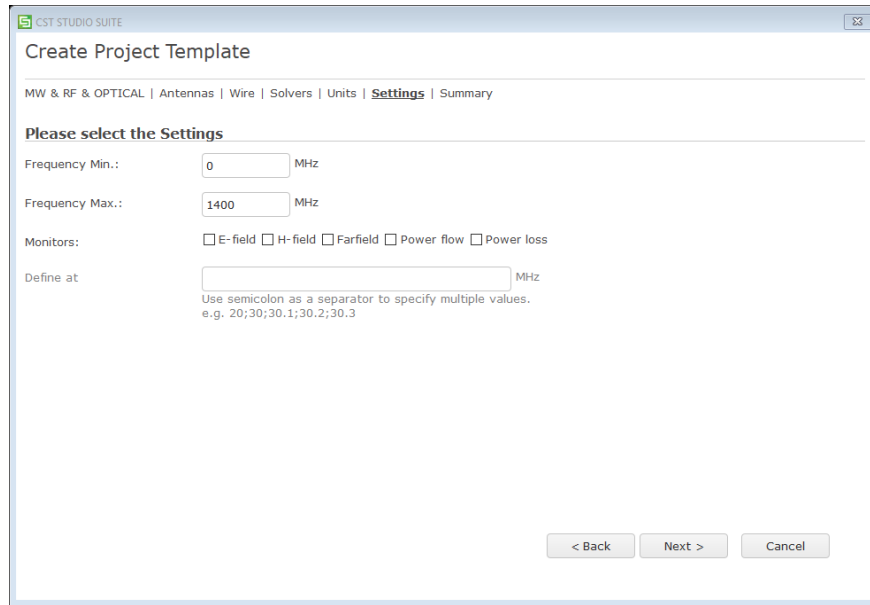 CST STUDIO SUITE
Create Project Template
MW & RF & OPTICAL | Antennas | Wire | Solvers | Units | Settings | Summary
Please select the Settings
Frequency Min.: 0 MHz
Frequency Max.: 1400 MHz
Monitors: E-field H-field Farfield Power flow Power loss
Define at MHz
Use semicolon as a separator to specify multiple values.
e.g. 20;30;30.1;30.2;30.3
< Back Next > Cancel